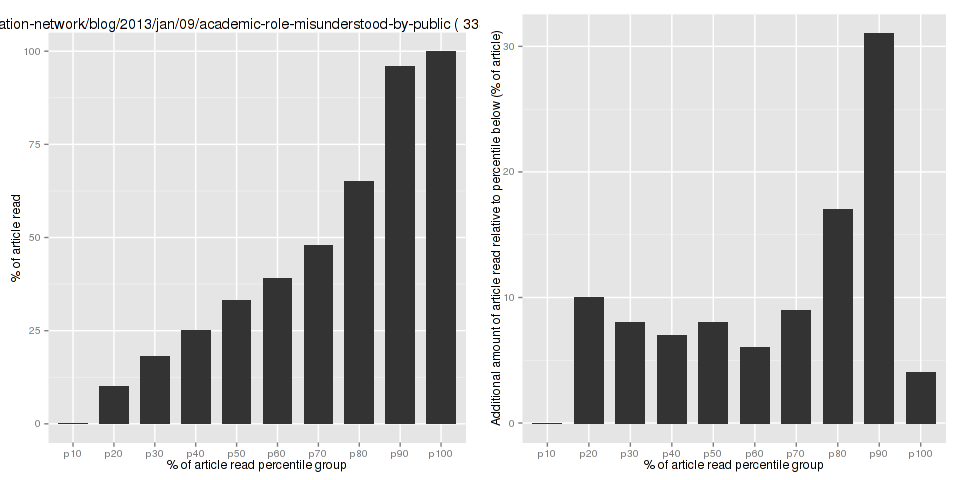 ation-network/blog/2013/jan/09/academic-role-misunderstood-by-public ( 33
% of article read
100
75
50
25
0
p10 p20 p30 p40 p50 p60 p70 p80 p90 p100
% of article read percentile group
Additional amount of article read relative to percentile below (% of article)
30
20
10
0
p10 p20 p30 p40 p50 p60 p70 p80 p90 p100
% of article read percentile group